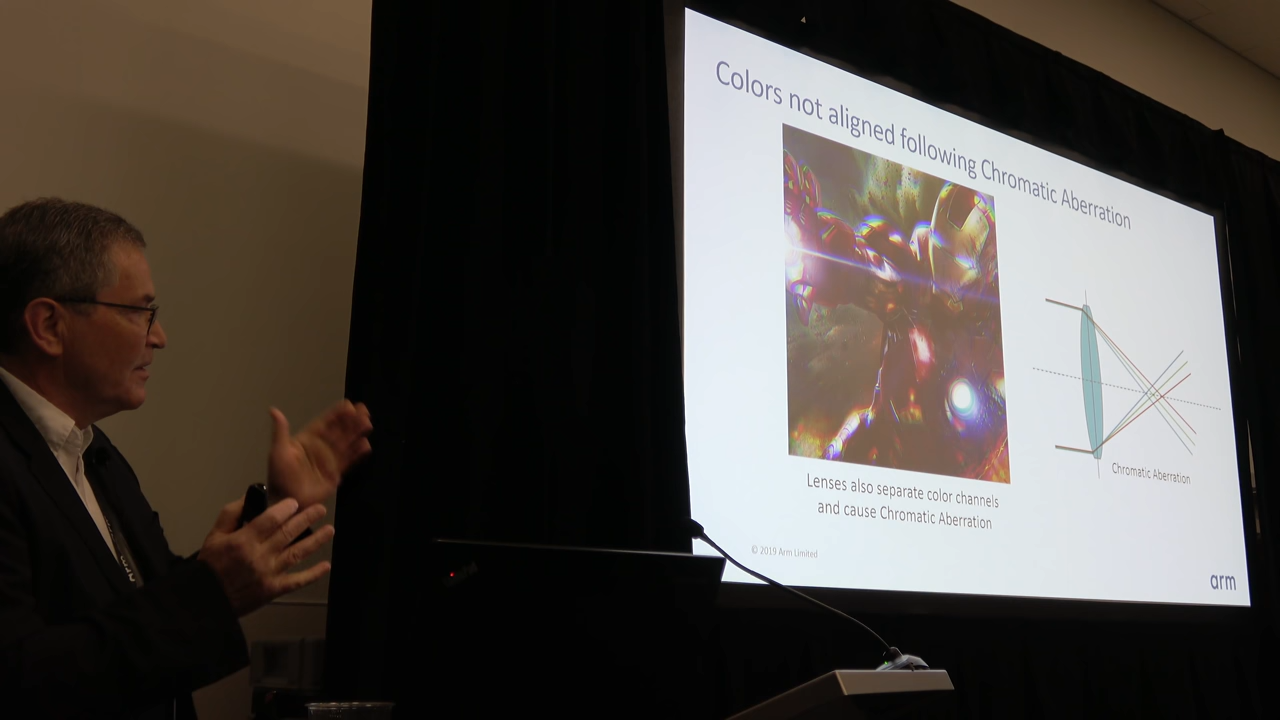 Colors not aligned following Chromatic Aberration
Lenses also separate color channels
and cause Chromatic Aberration
Chromatic Aberration
© 2019 Arm Limited
arm